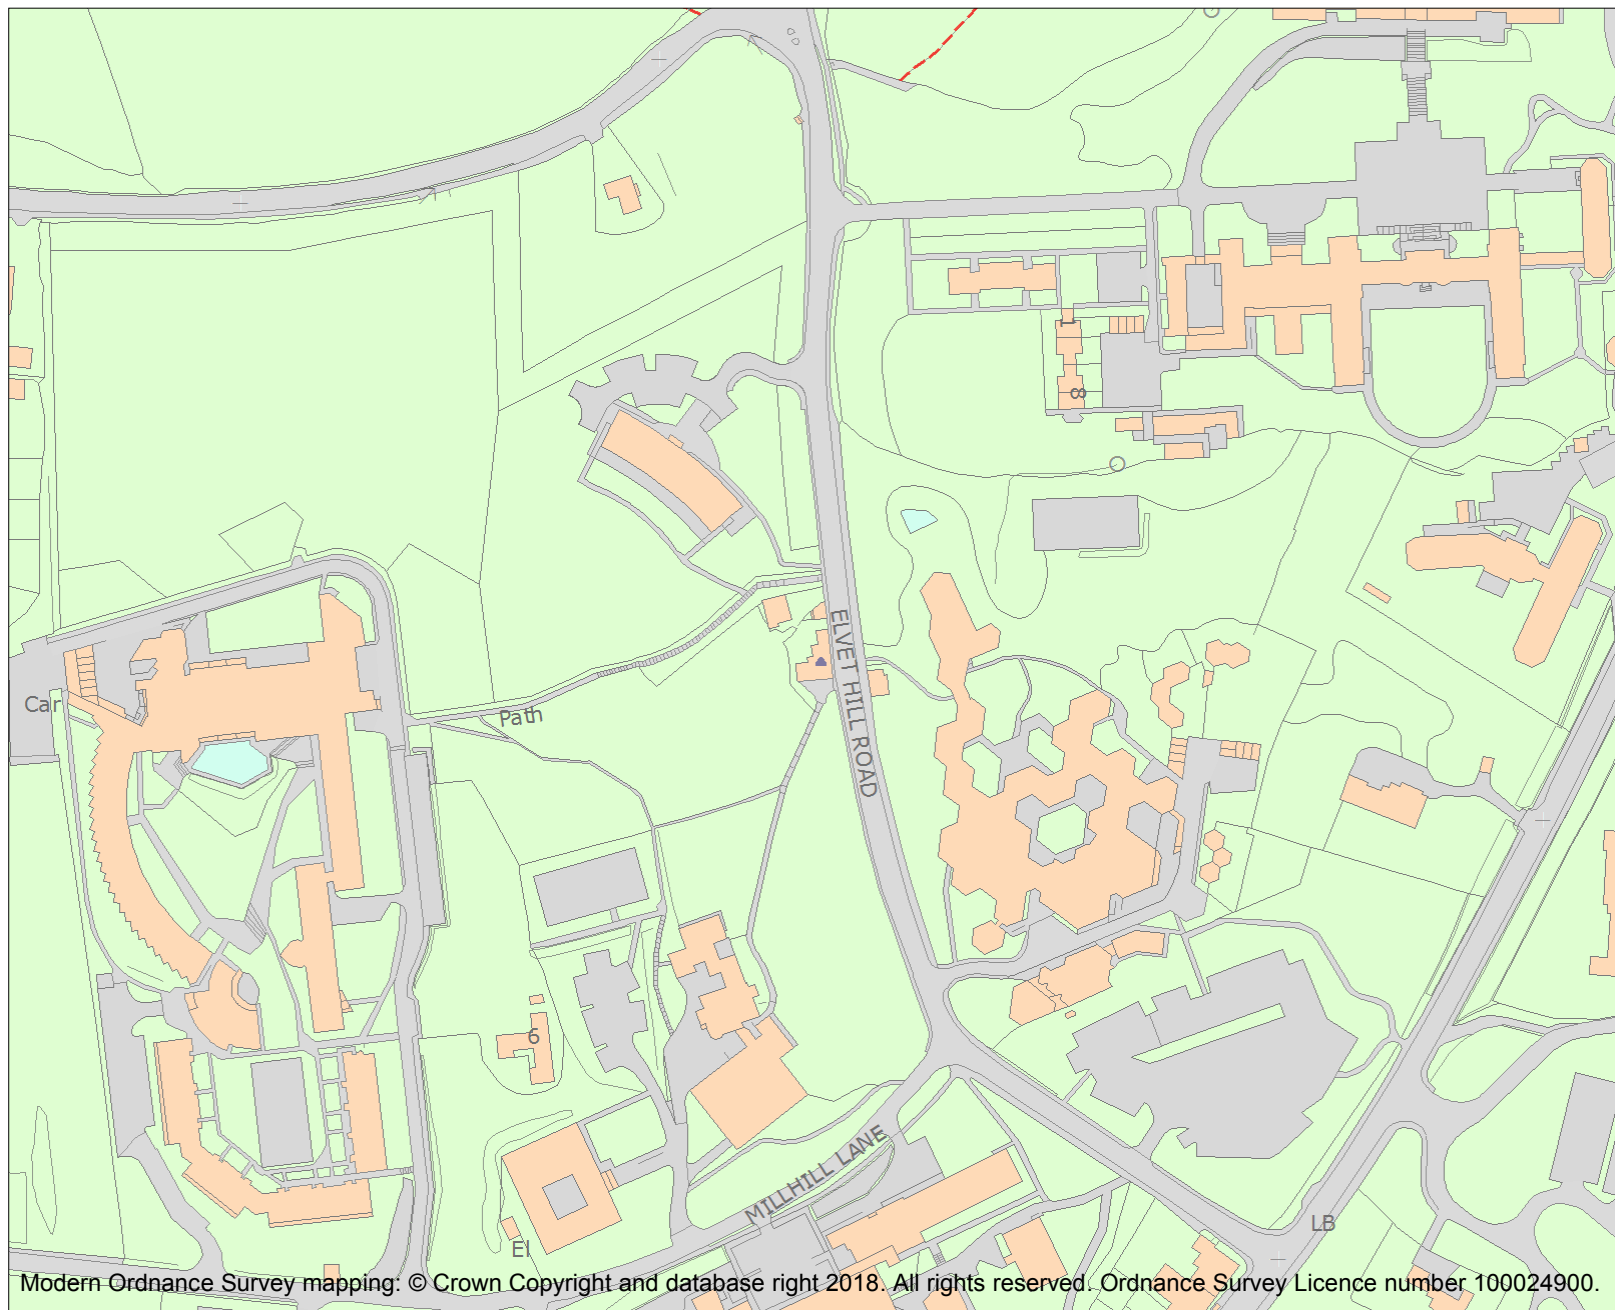 1
8
ELVET HILL ROAD
Car
Path
6
MILLHILL LANE
LB
El
Modern Ordnance Survey mapping: © Crown Copyright and database right 2018. All rights reserved. Ordnance Survey Licence number 100024900.